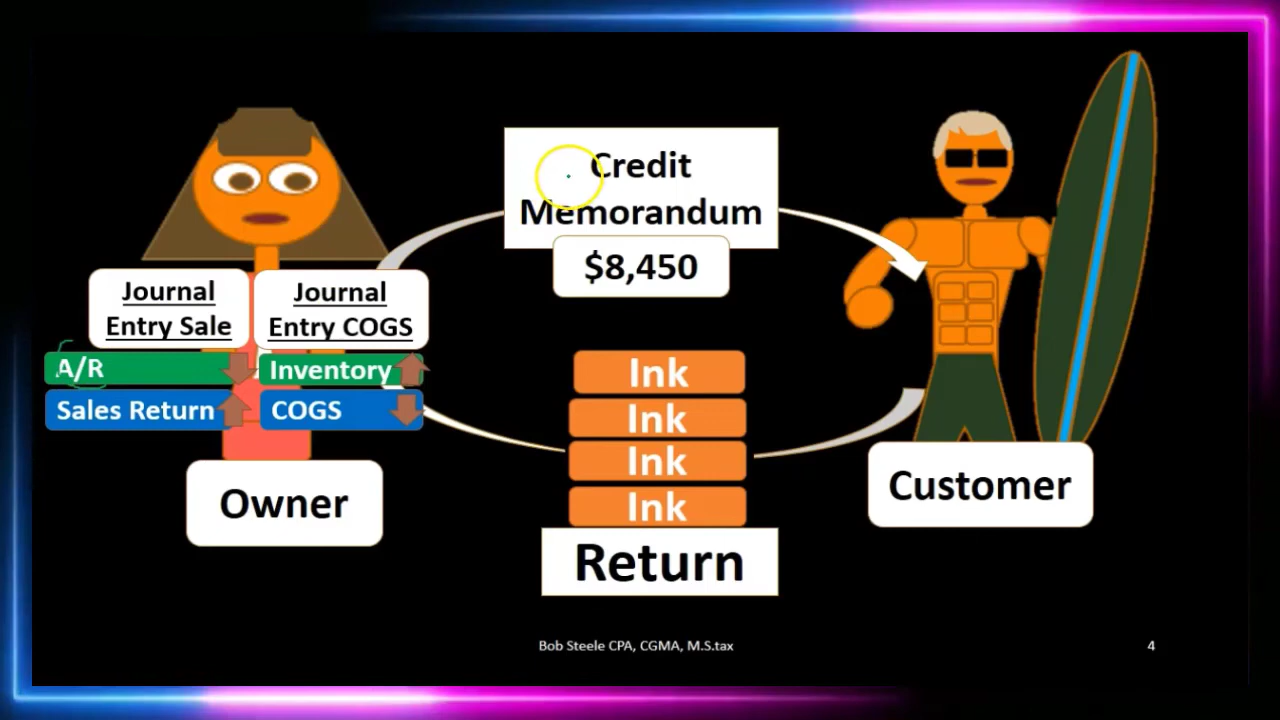 Credit
Memorandum
$8,450
Journal
Entry Sale
Journal
Entry COGS
A/R
Inventory
Sales Return
COGS
Ink
Ink
Ink
Ink
Return
Owner
Customer
Bob Steele CPA, CGMA, M.S.tax
4